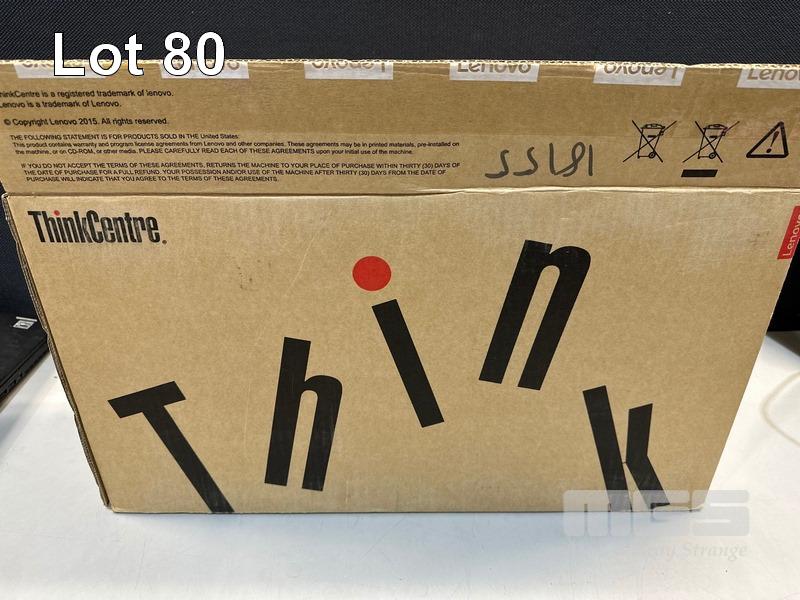 Lot 80
Lenovo Lenovo Lenovo Lenovo Lenovo
ThinkCentre is a registered trademark of lenovo.
Lenovo is a trademark of Lenovo.
© Copyright Lenovo 2015. All rights reserved.
THE FOLLOWING STATEMENT IS FOR PRODUCTS SOLD IN THE United States:
This product contains warranty and program license agreements from Lenovo and other companies. These agreements may be in printed materials, pre-installed on
the machine, or on CD-ROM, or other media. PLEASE CAREFULLY READ EACH OF THESE AGREEMENTS upon your initial use of the machine.
IF YOU DO NOT ACCEPT THE TERMS OF THESE AGREEMENTS, RETURNS THE MACHINE TO YOUR PLACE OF PURCHASE WITHIN THIRTY (30) DAYS OF
THE DATE OF PURCHASE FOR A FULL REFUND. YOUR POSSESSION AND/OR USE OF THE MACHINE AFTER THIRTY (30) DAYS FROM THE DATE OF
PURCHASE WILL INDICATE THAT YOU AGREE TO THE TERMS OF THESE AGREEMENTS.
ThinkCentre.
Lenovo
Think
MGS
Strange